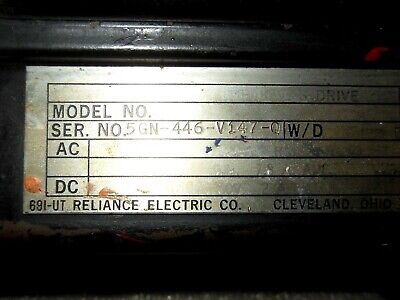 DRIVE
MODEL NO.
SER. NO. 5GN-446-V147-Q W/D
AC
DC
691-UT RELIANCE ELECTRIC CO. CLEVELAND, OHIO